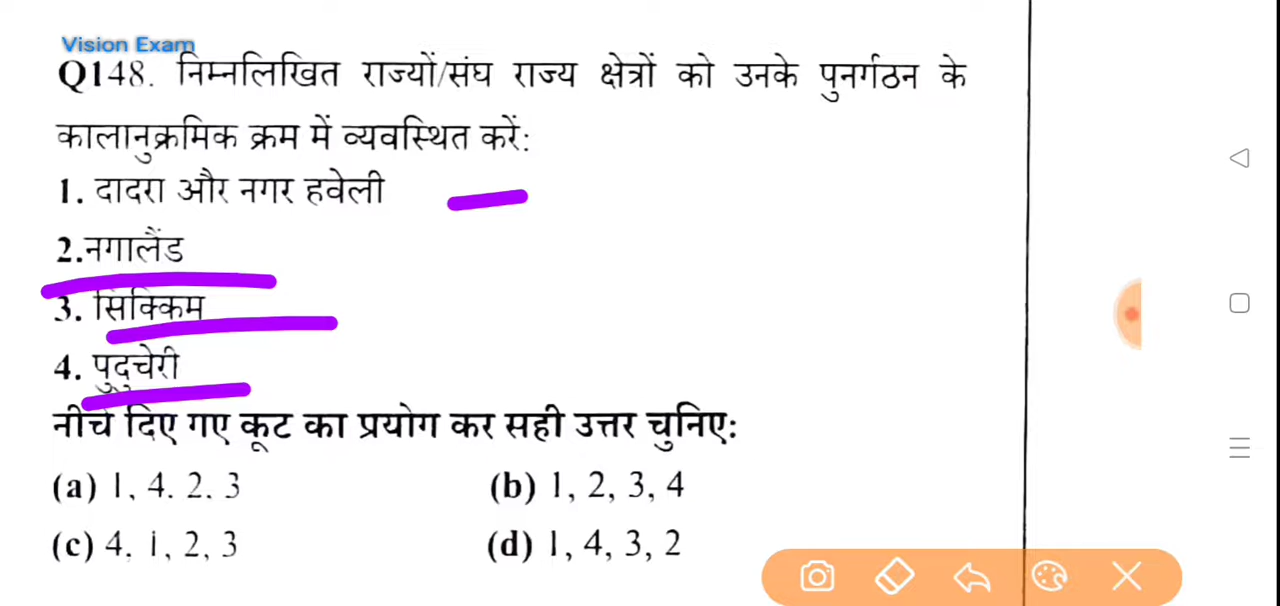 Vision Exam
Q148. निम्नलिखित राज्यों/संघ राज्य क्षेत्रों को उनके पुनर्गठन के
कालानुक्रमिक क्रम में व्यवस्थित करें:
1. दादरा और नगर हवेली
2.नगालैंड
3. सिक्किम
4. पुदुचेरी
नीचे दिए गए कूट का प्रयोग कर सही उत्तर चुनिए:
(a) 1, 4. 2. 3 (b) 1, 2, 3, 4
(c) 4. 1, 2, 3 (d) 1, 4, 3, 2